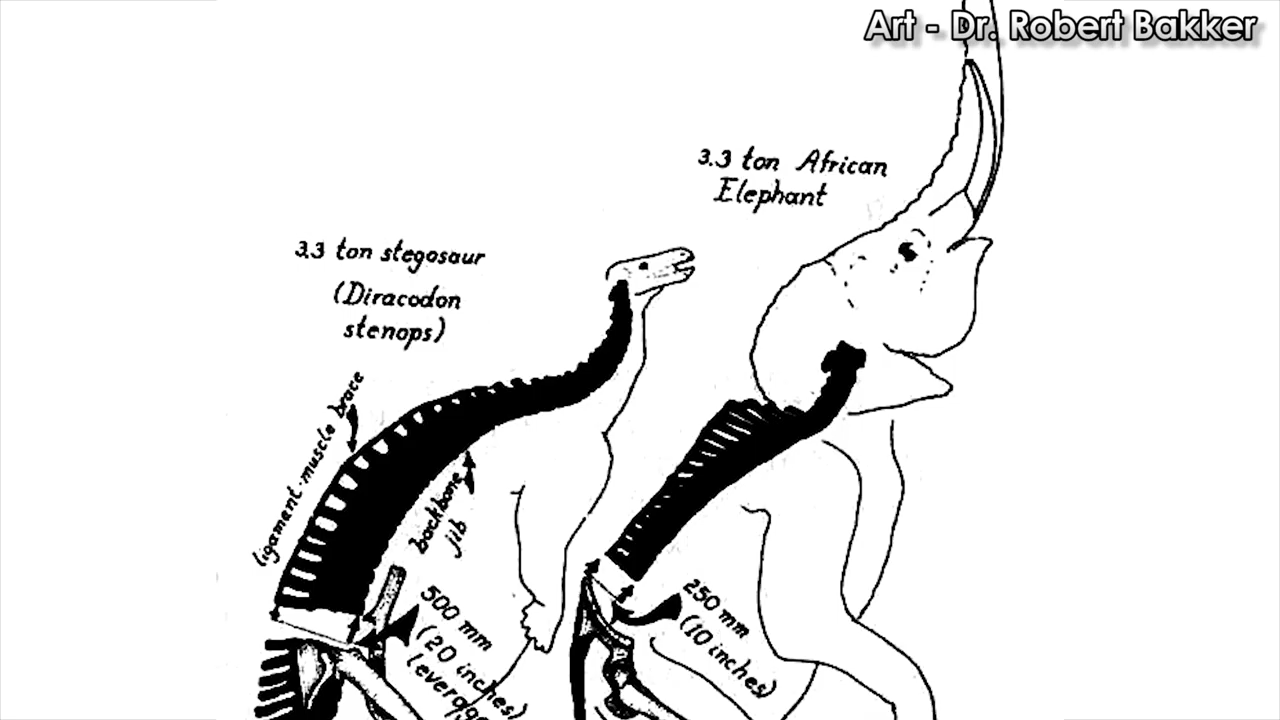 Art - Dr. Robert Bakker
3.3 ton African
Elephant
3.3 ton stegosaur
(Diracodon
stenops)
ligament-muscle brace
backbone
jib
500 mm
(20 inches)
250 mm
(10 inches)